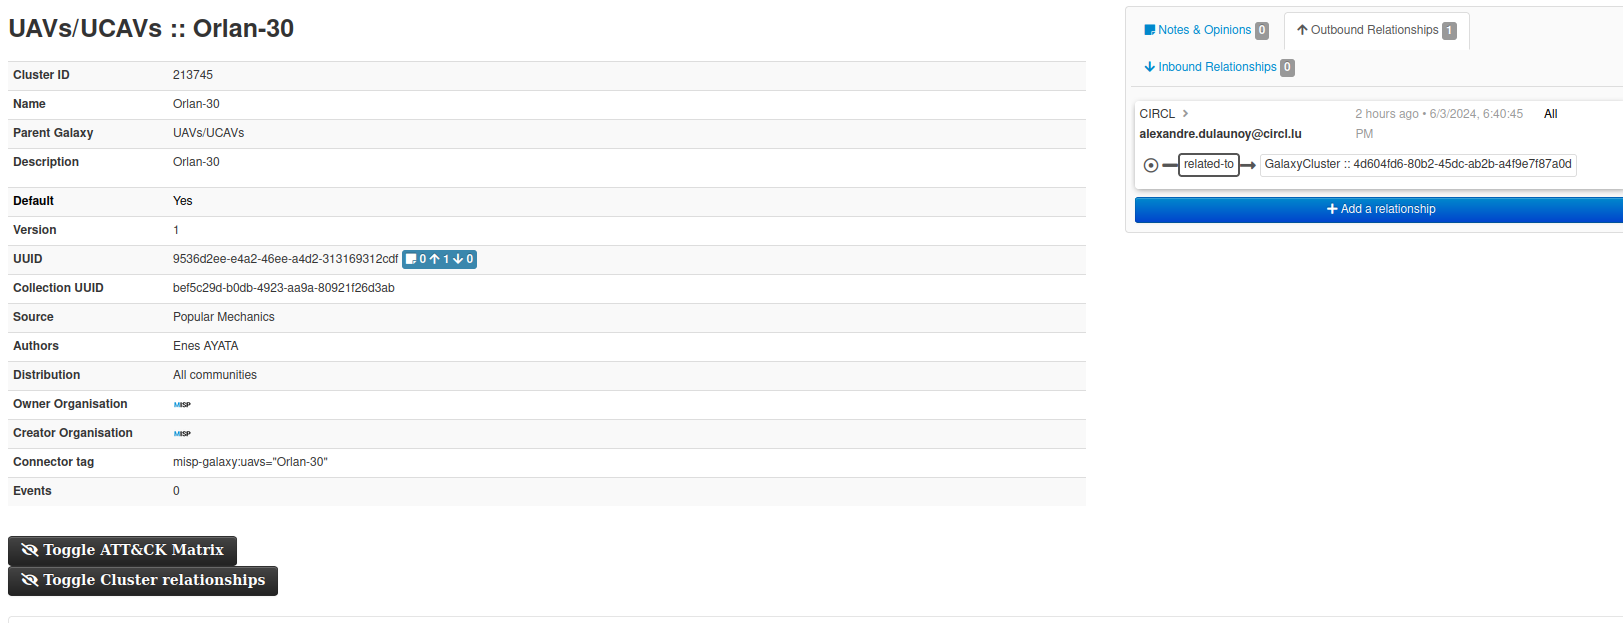 UAVs/UCAVs :: Orlan-30
Cluster ID 213745
Name Orlan-30
Parent Galaxy UAVs/UCAVs
Description Orlan-30
Default Yes
Version 1
UUID 9536d2ee-e4a2-46ee-a4d2-313169312cdf 0 1 0
Collection UUID bef5c29d-b0db-4923-aa9a-80921f26d3ab
Source Popular Mechanics
Authors Enes AYATA
Distribution All communities
Owner Organisation MISP
Creator Organisation MISP
Connector tag misp-galaxy:uavs="Orlan-30"
Events 0
Toggle ATT&CK Matrix
Toggle Cluster relationships
Notes & Opinions 0 Outbound Relationships 1
Inbound Relationships 0
CIRCL 2 hours ago • 6/3/2024, 6:40:45 All
alexandre.dulaunoy@circl.lu PM
related-to GalaxyCluster :: 4d604fd6-80b2-45dc-ab2b-a4f9e7f87a0d
Add a relationship